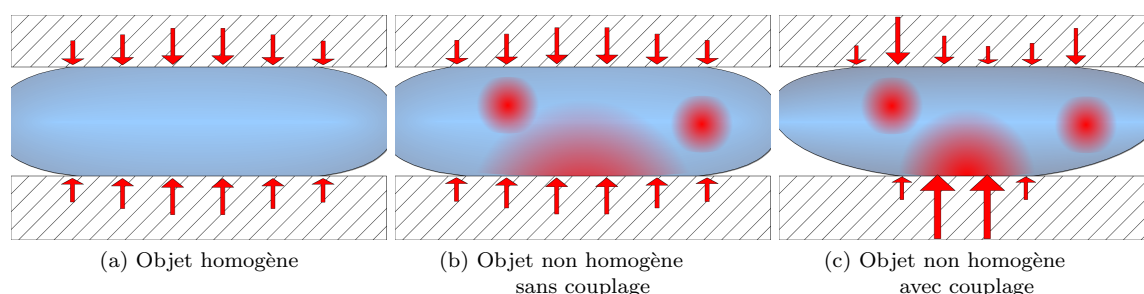 (a) Objet homogène
(b) Objet non homogène
sans couplage
(c) Objet non homogène
avec couplage